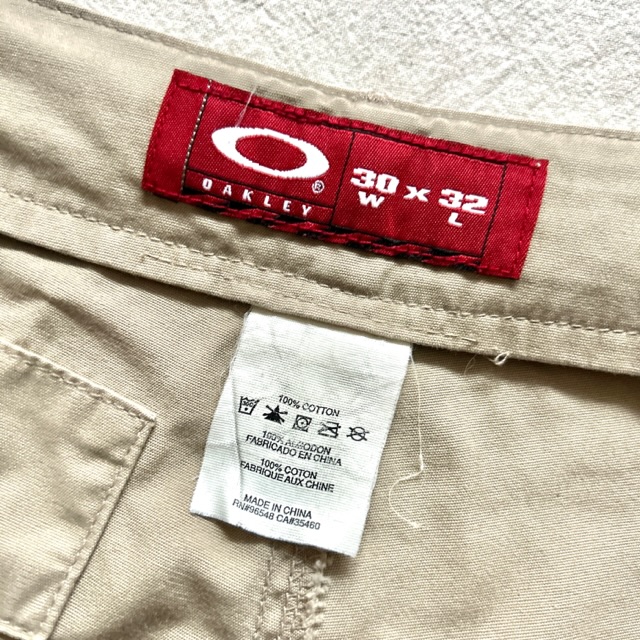 OAKLEY®
30 x 32
W L
100% COTTON
100% ALGODON
FABRICADO EN CHINA
100% COTON
FABRIQUE AUX CHINE
MADE IN CHINA
RN#96548 CA#35460